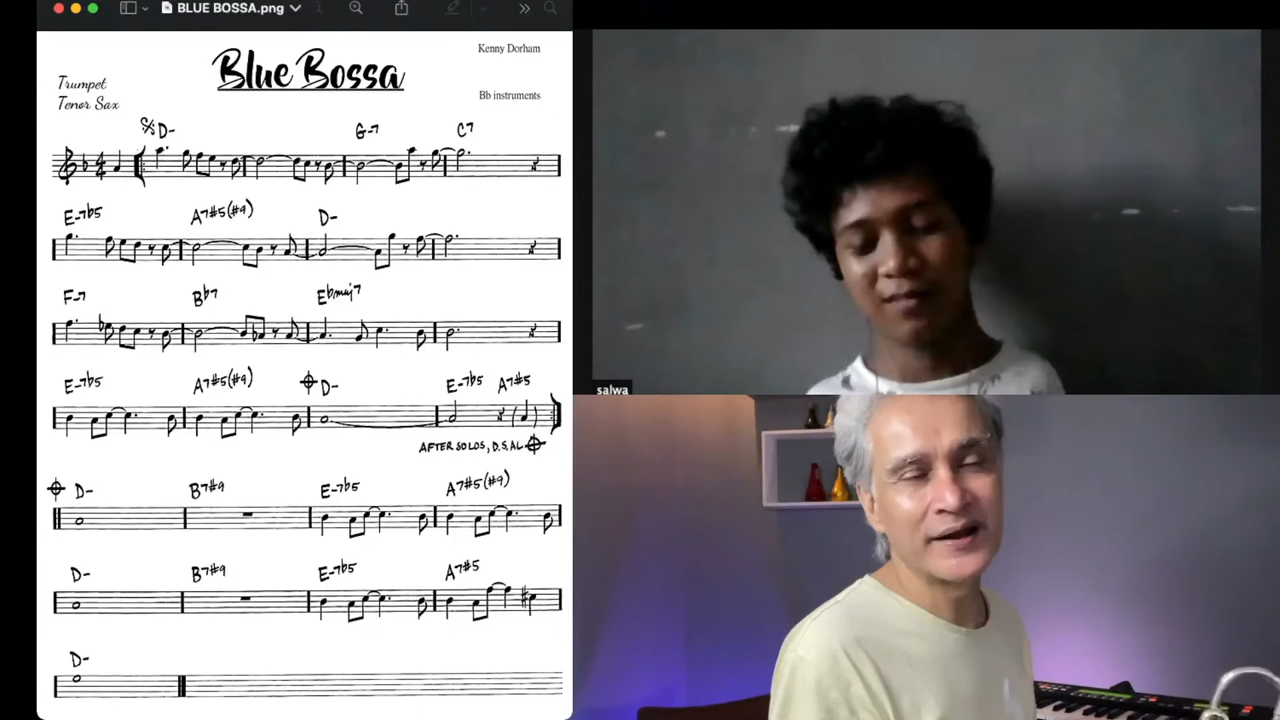 BLUE BOSSA.png
Kenny Dorham
Blue Bossa
Trumpet
Tenor Sax
Bb instruments
D- G-7 C7
E-7b5 A7#5(#9) D-
F-7 Bb7 Ebmaj7
E-7b5 A7#5(#9) D- E-7b5 A7#5
AFTER SOLOS, D.S. AL
D- B7#9 E-7b5 A7#5(#9)
D- B7#9 E-7b5 A7#5
D-
salwa